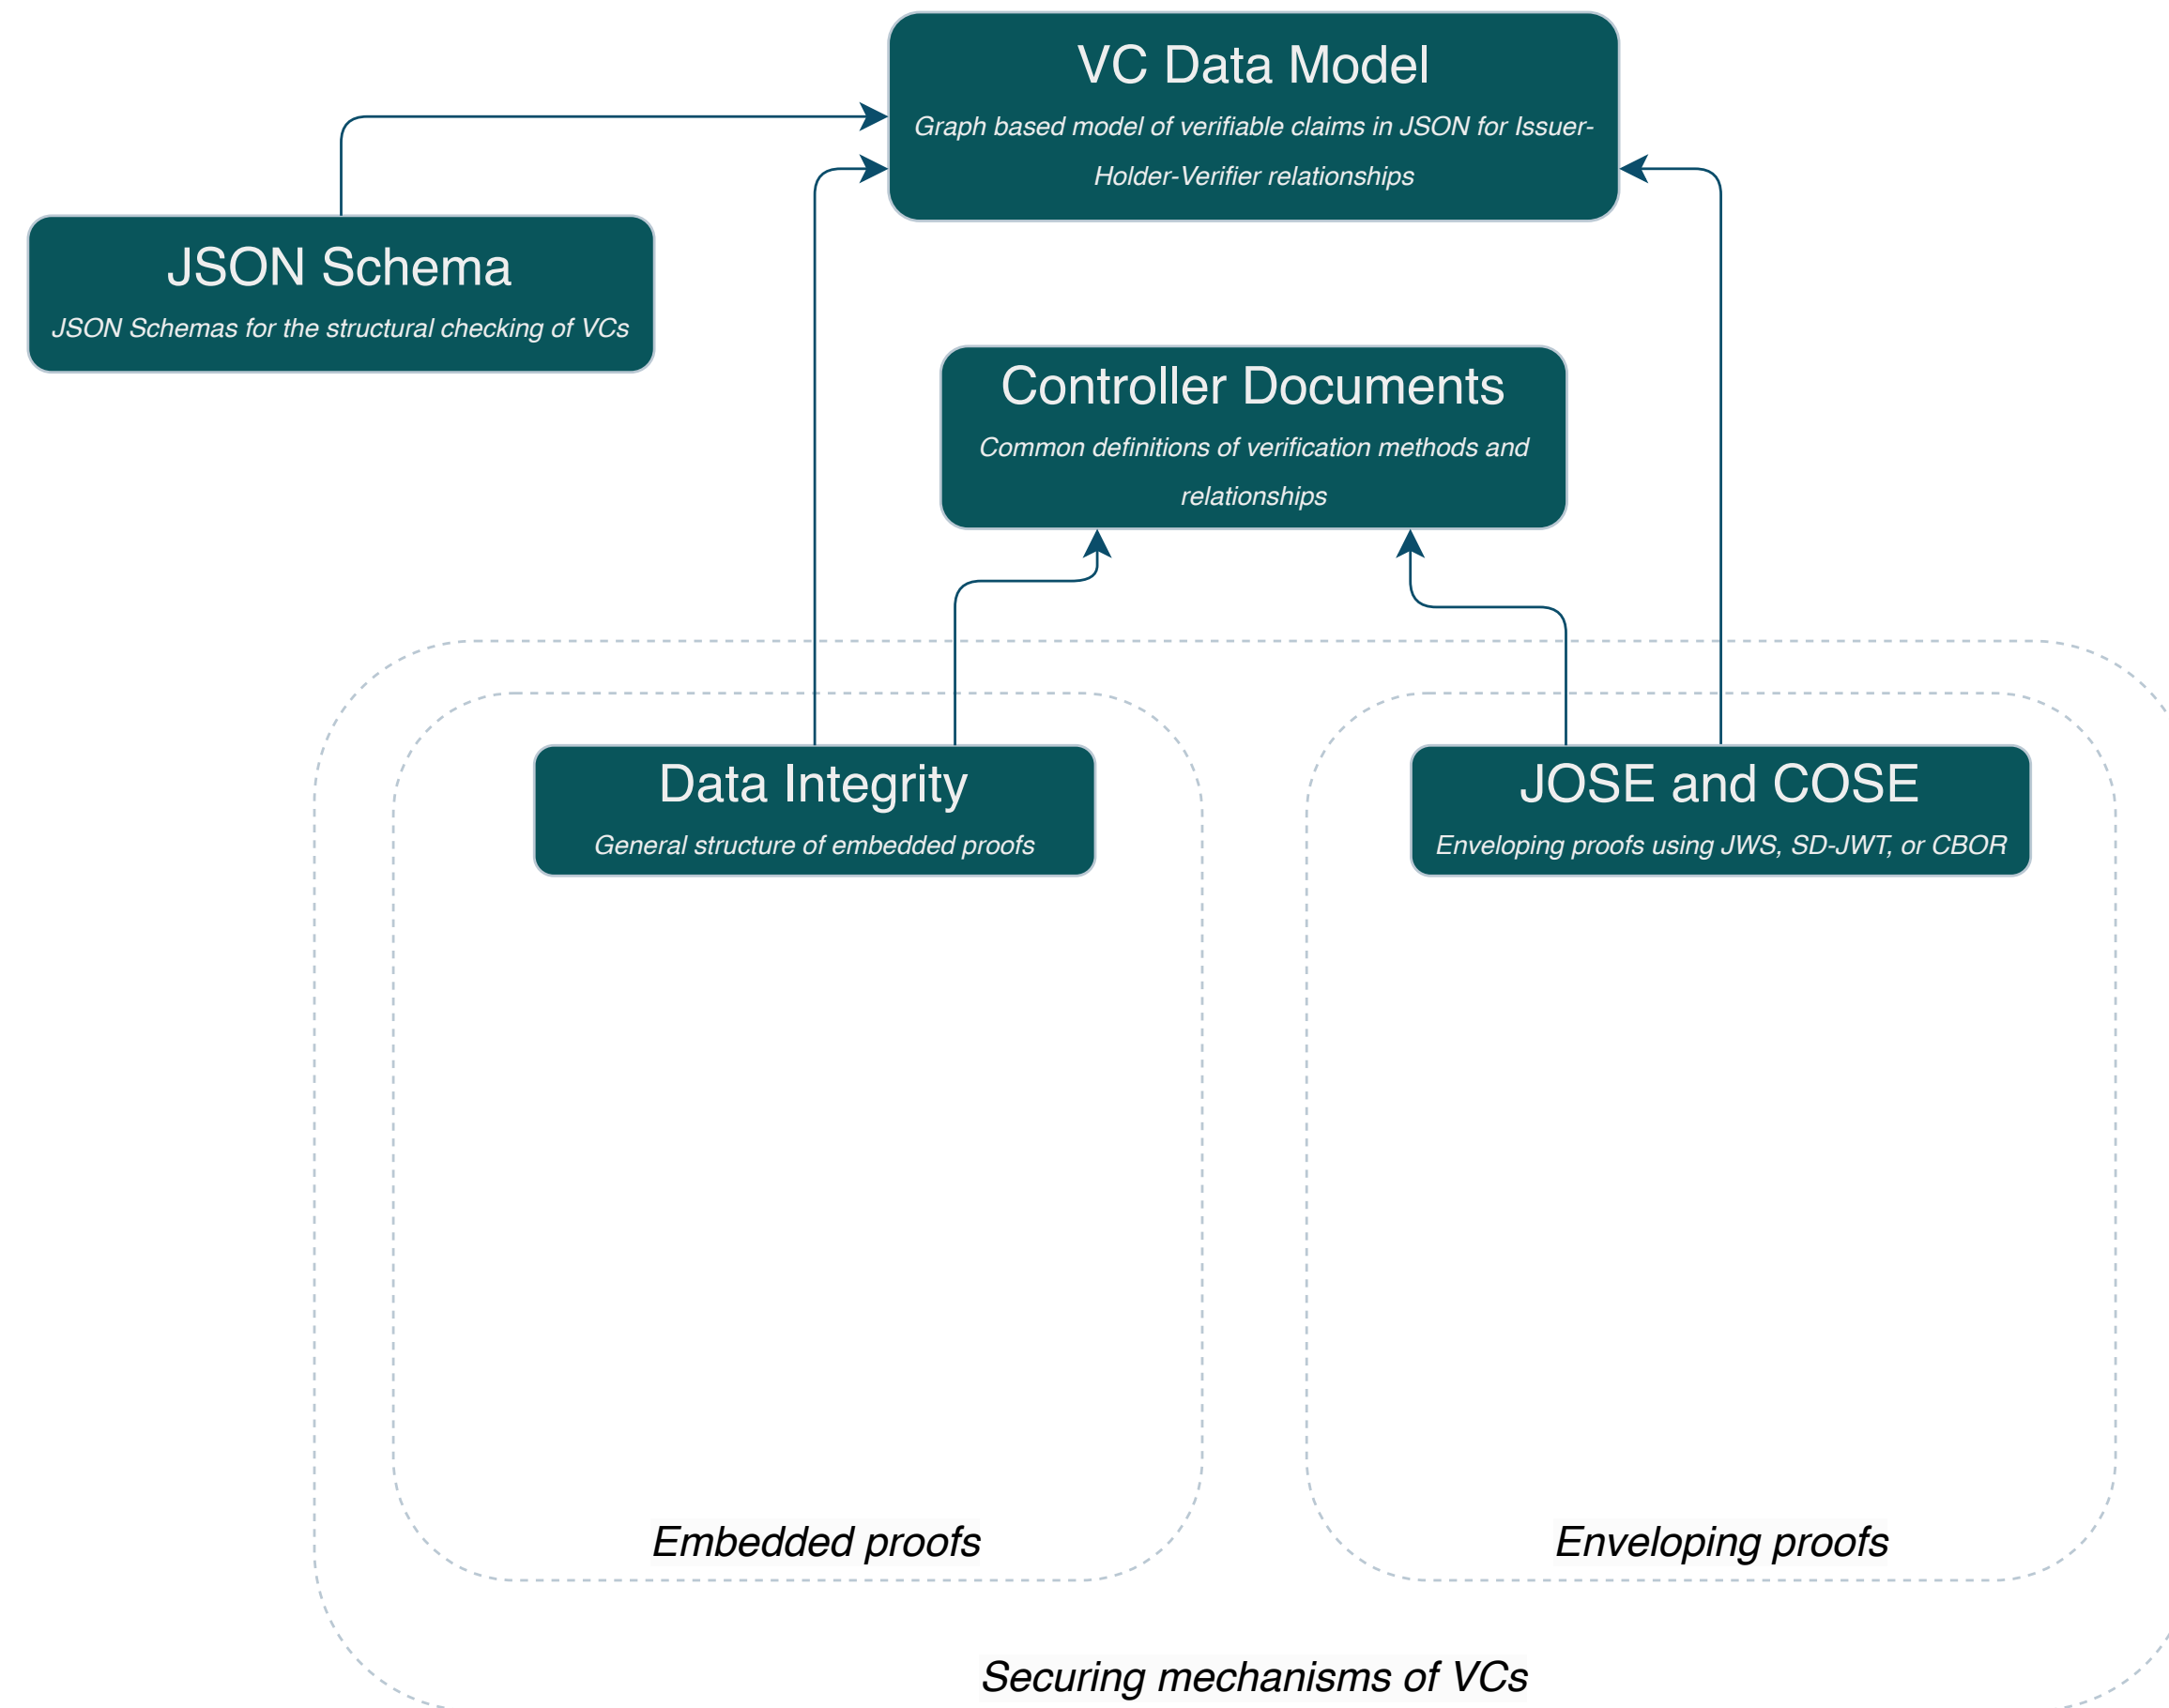 VC Data Model
Graph based model of verifiable claims in JSON for Issuer-
Holder-Verifier relationships
JSON Schema
JSON Schemas for the structural checking of VCs
Controller Documents
Common definitions of verification methods and
relationships
Data Integrity
General structure of embedded proofs
JOSE and COSE
Enveloping proofs using JWS, SD-JWT, or CBOR
Embedded proofs
Enveloping proofs
Securing mechanisms of VCs